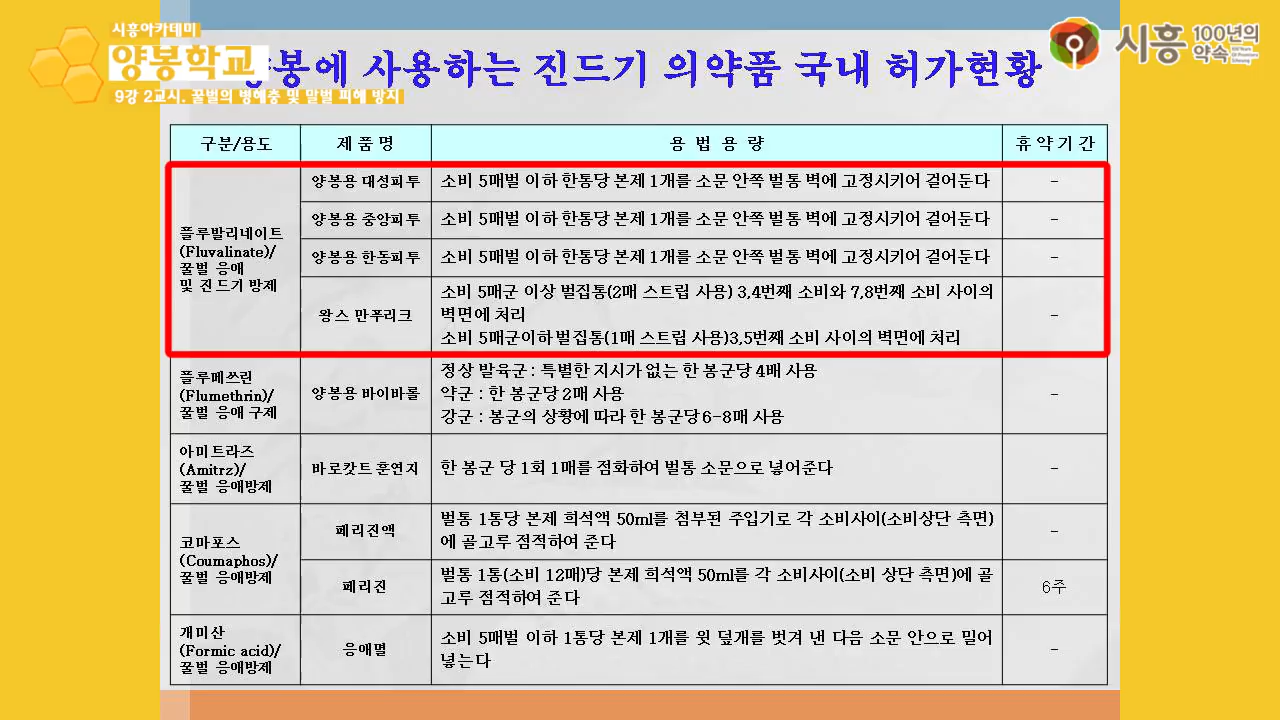 시흥아카데미
양봉학교
9강 2교시. 꿀벌의 병해충 및 말벌 피해 방지
양봉에 사용하는 진드기 의약품 국내 허가현황
시흥 100년의
약속
구분/용도 제품명 용법용량 휴약기간
플루발리네이트
(Fluvalinate)/
꿀벌 응애
및 진드기 방제
양봉용 대성피투 소비 5매벌 이하 한통당 본제 1개를 소문 안쪽 벌통 벽에 고정시키어 걸어둔다 -
양봉용 중앙피투 소비 5매벌 이하 한통당 본제 1개를 소문 안쪽 벌통 벽에 고정시키어 걸어둔다 -
양봉용 한동피투 소비 5매벌 이하 한통당 본제 1개를 소문 안쪽 벌통 벽에 고정시키어 걸어둔다 -
왕스 만푸리크 소비 5매군 이상 벌집통(2매 스트립 사용) 3,4번째 소비와 7,8번째 소비 사이의
벽면에 처리
소비 5매군이하 벌집통(1매 스트립 사용)3,5번째 소비 사이의 벽면에 처리 -
플루메쓰린
(Flumethrin)/
꿀벌 응애 구제
양봉용 바이바롤 정상 발육군 : 특별한 지시가 없는 한 봉군당 4배 사용
약군 : 한 봉군당 2매 사용
강군 : 봉군의 상황에 따라 한 봉군당 6-8매 사용 -
아미트라즈
(Amitrz)/
꿀벌 응애방제
바로캇트 훈연지 한 봉군 당 1회 1매를 점화하여 벌통 소문으로 넣어준다 -
코마포스
(Coumaphos)/
꿀벌 응애방제
페리진액 벌통 1통당 본제 희석액 50ml를 첨부된 주입기로 각 소비사이(소비상단 측면)
에 골고루 점적하여 준다 -
페리진 벌통 1통(소비 12매)당 본제 희석액 50ml를 각 소비사이(소비 상단 측면)에 골
고루 점적하여 준다 6주
개미산
(Formic acid)/
꿀벌 응애방제
응애멸 소비 5매벌 이하 1통당 본제 1개를 윗 덮개를 벗겨 낸 다음 소문 안으로 밀어
넣는다 -